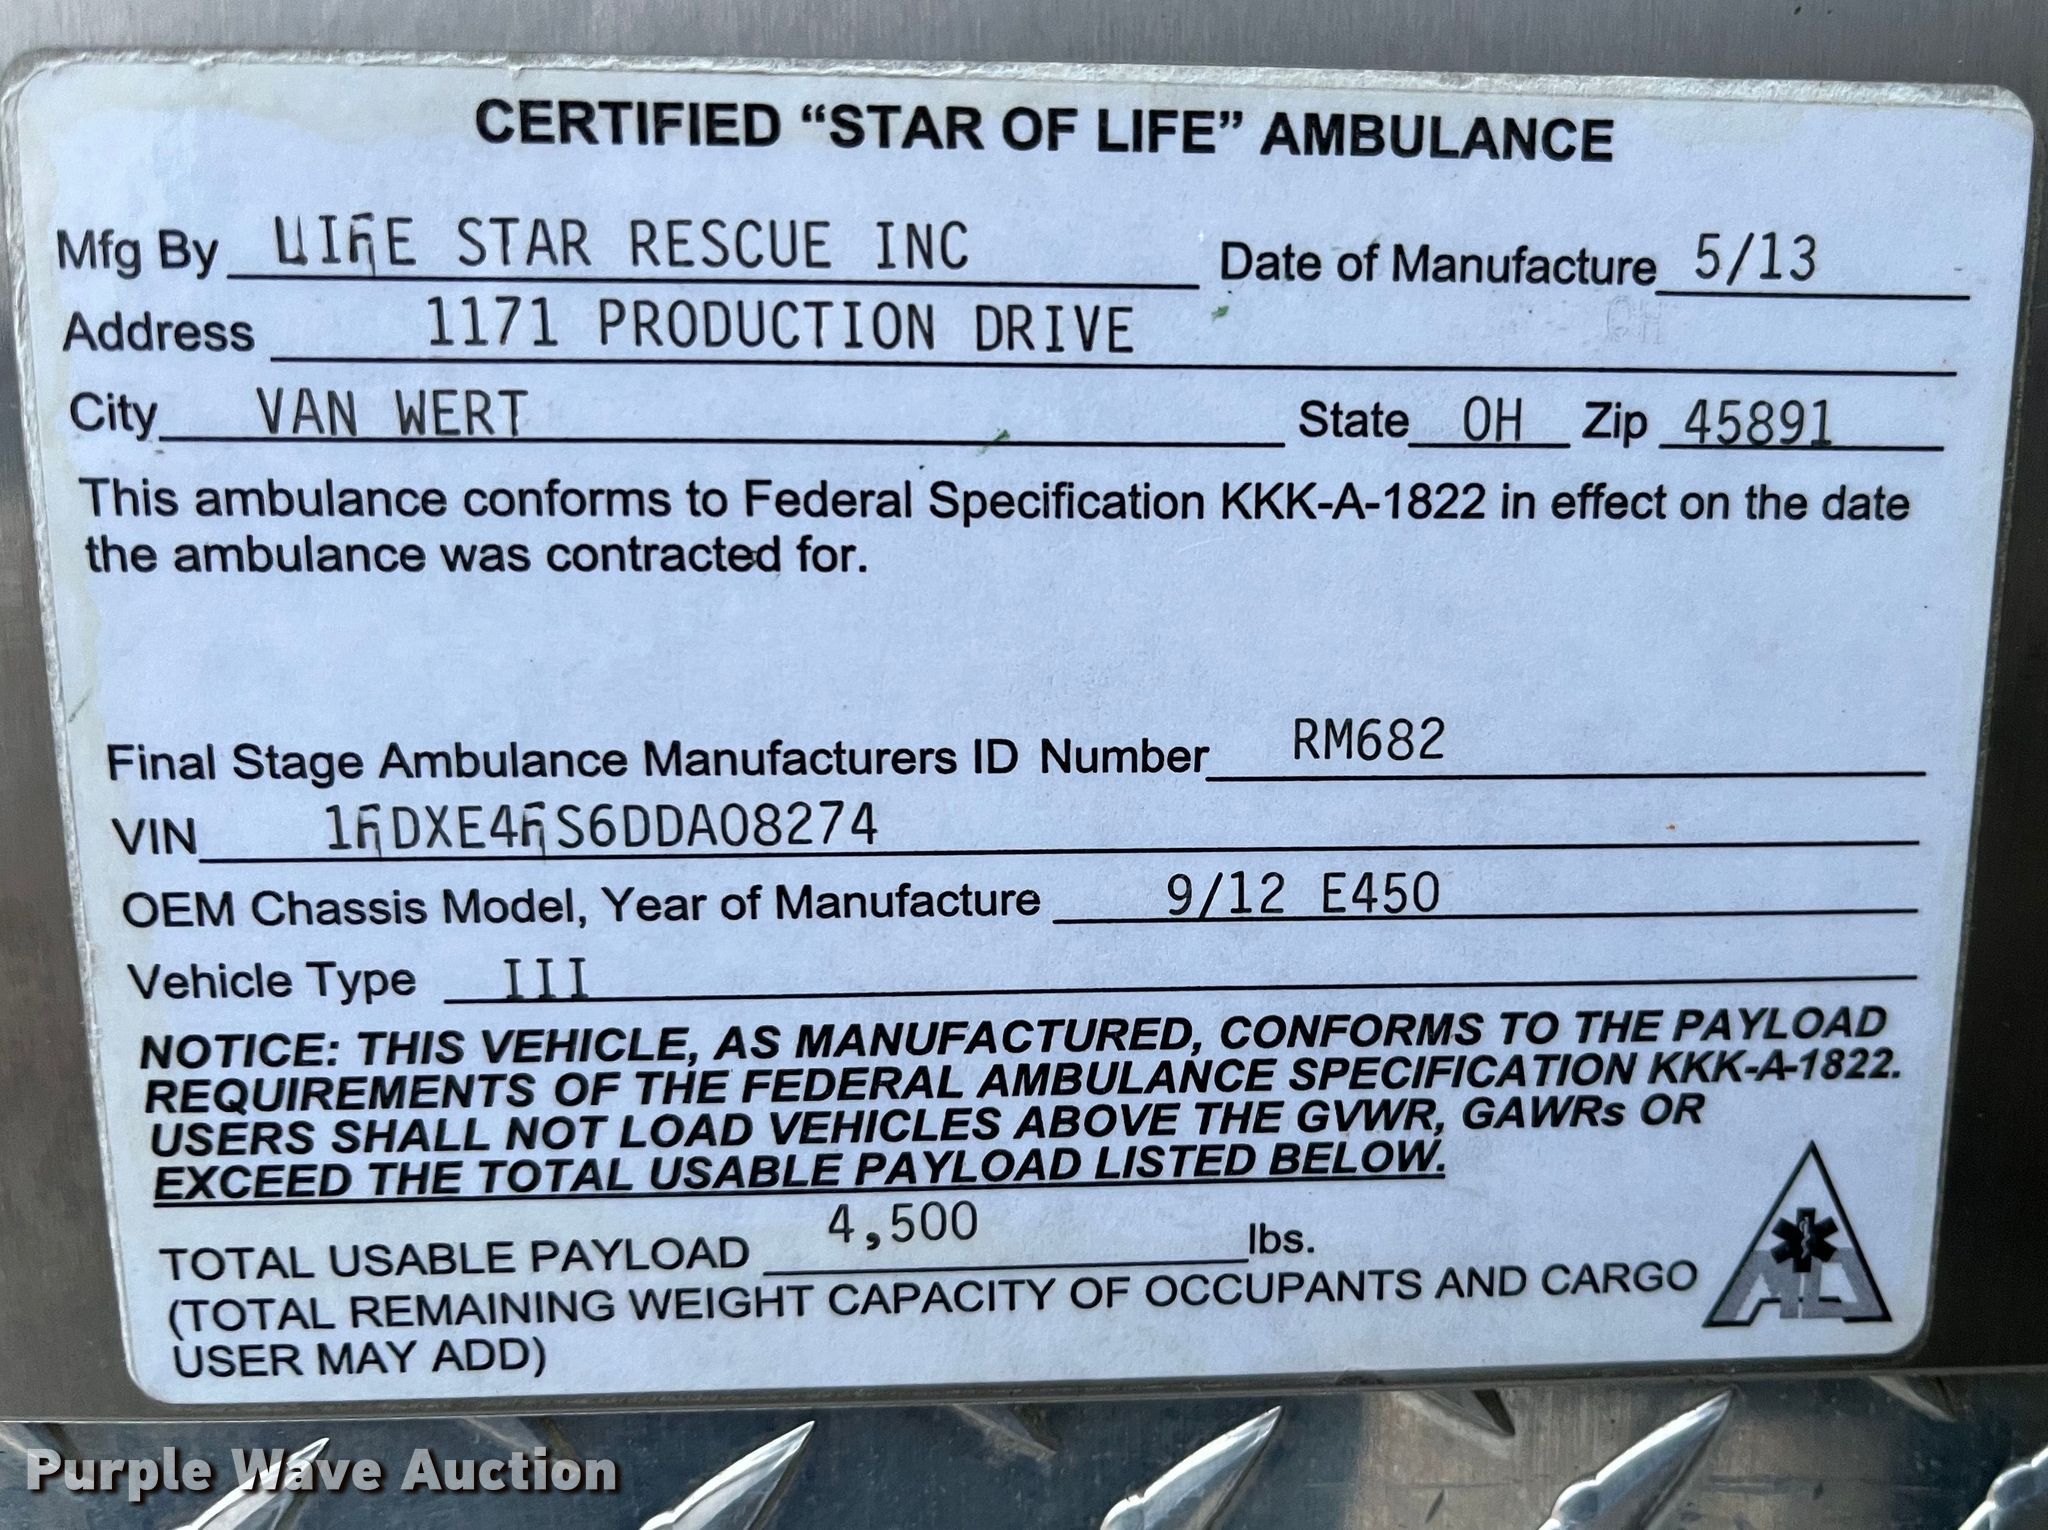 CERTIFIED “STAR OF LIFE” AMBULANCE
Mfg By LIFE STAR RESCUE INC Date of Manufacture 5/13
Address 1171 PRODUCTION DRIVE
City VAN WERT State OH Zip 45891
This ambulance conforms to Federal Specification KKK-A-1822 in effect on the date
the ambulance was contracted for.
Final Stage Ambulance Manufacturers ID Number RM682
VIN 1FDXE4FS6DDA08274
OEM Chassis Model, Year of Manufacture 9/12 E450
Vehicle Type III
NOTICE: THIS VEHICLE, AS MANUFACTURED, CONFORMS TO THE PAYLOAD
REQUIREMENTS OF THE FEDERAL AMBULANCE SPECIFICATION KKK-A-1822.
USERS SHALL NOT LOAD VEHICLES ABOVE THE GVWR, GAWRs OR
EXCEED THE TOTAL USABLE PAYLOAD LISTED BELOW.
TOTAL USABLE PAYLOAD 4,500 lbs.
(TOTAL REMAINING WEIGHT CAPACITY OF OCCUPANTS AND CARGO
USER MAY ADD)
AMD
Purple Wave Auction